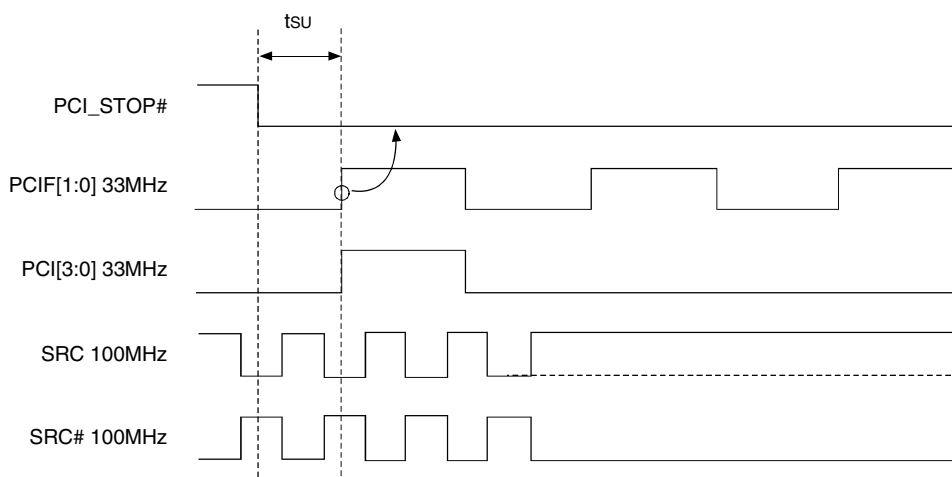 tSU
PCI_STOP#
PCIF[1:0] 33MHz
PCI[3:0] 33MHz
SRC 100MHz
SRC# 100MHz